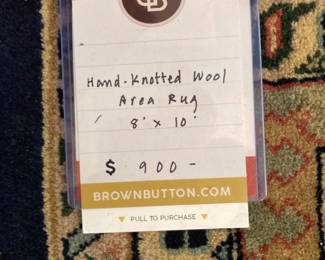 Hand-Knotted Wool
Area Rug
8' x 10'
$ 900-
BROWNBUTTON.COM
▼ PULL TO PURCHASE ▼